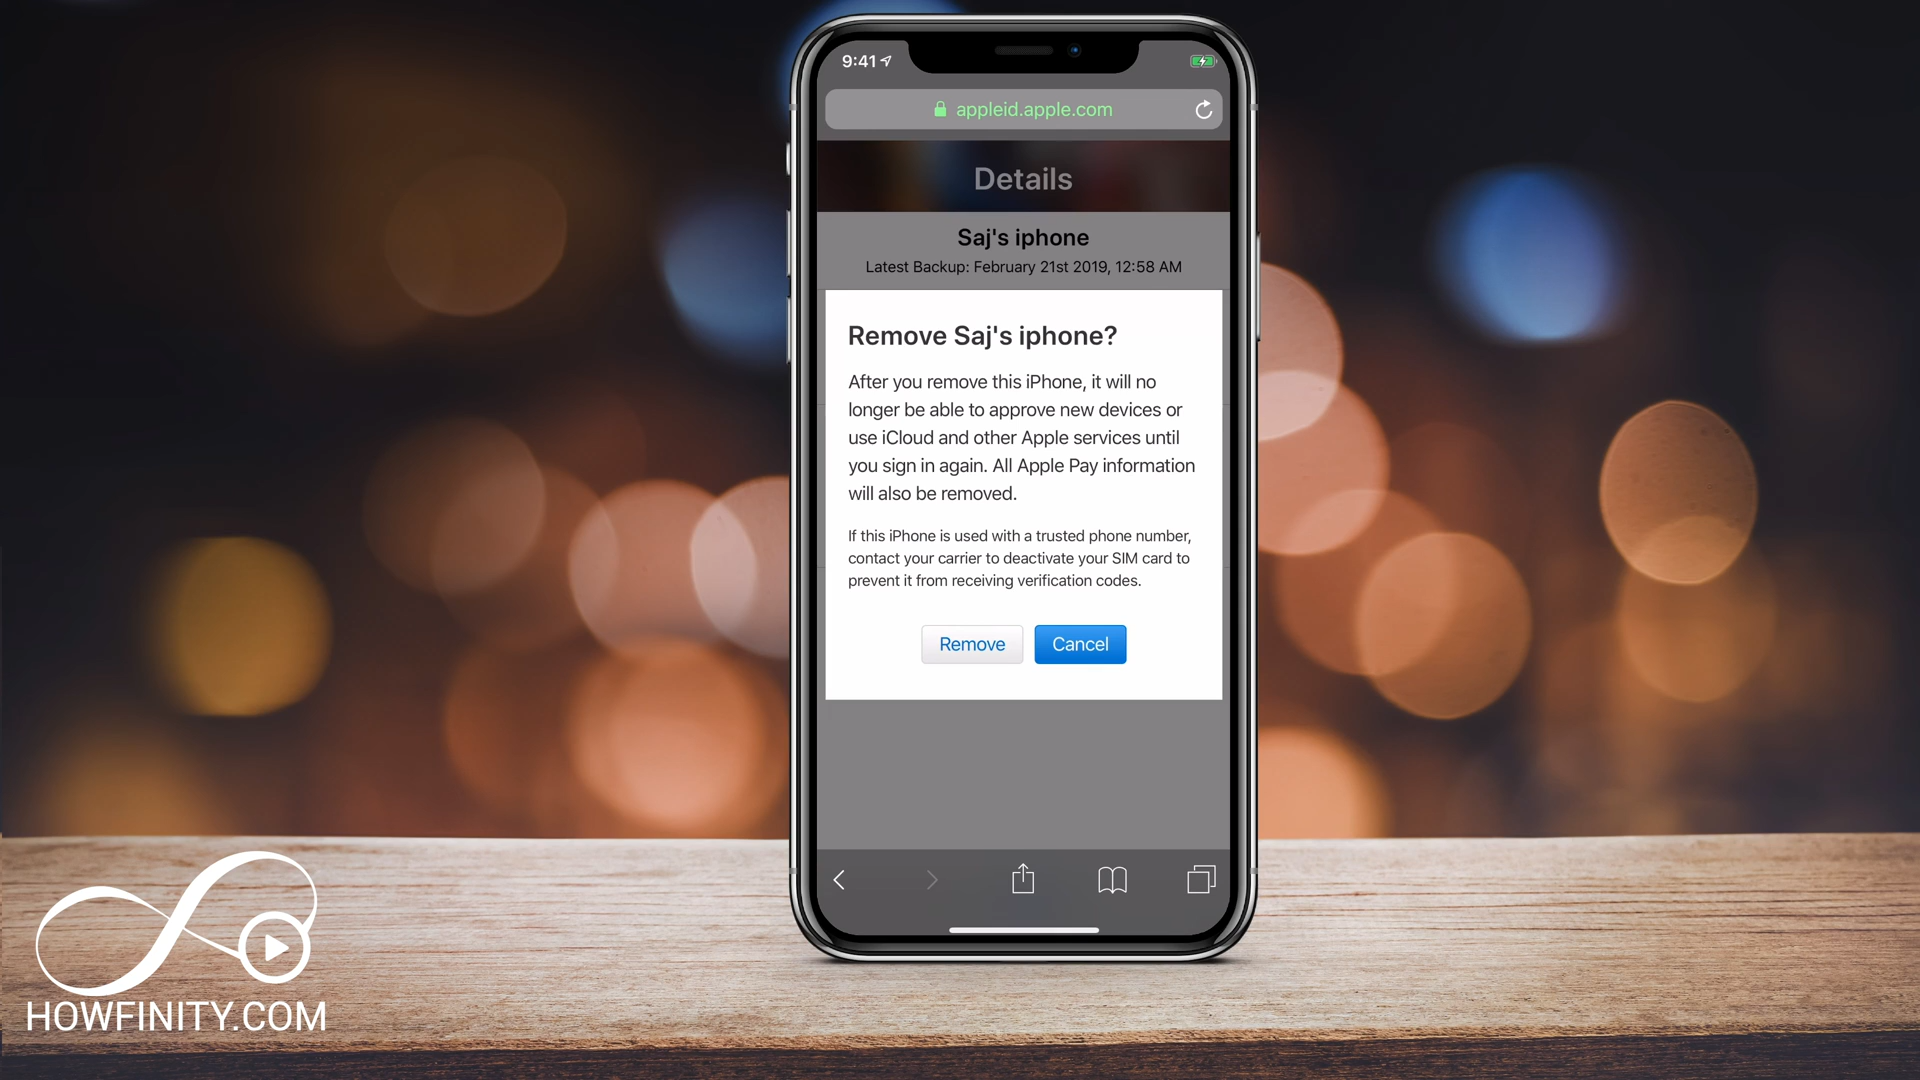 9:41
appleid.apple.com
Details
Saj's iphone
Latest Backup: February 21st 2019, 12:58 AM
Remove Saj's iphone?
After you remove this iPhone, it will no
longer be able to approve new devices or
use iCloud and other Apple services until
you sign in again. All Apple Pay information
will also be removed.
If this iPhone is used with a trusted phone number,
contact your carrier to deactivate your SIM card to
prevent it from receiving verification codes.
Remove Cancel
HOWFINITY.COM